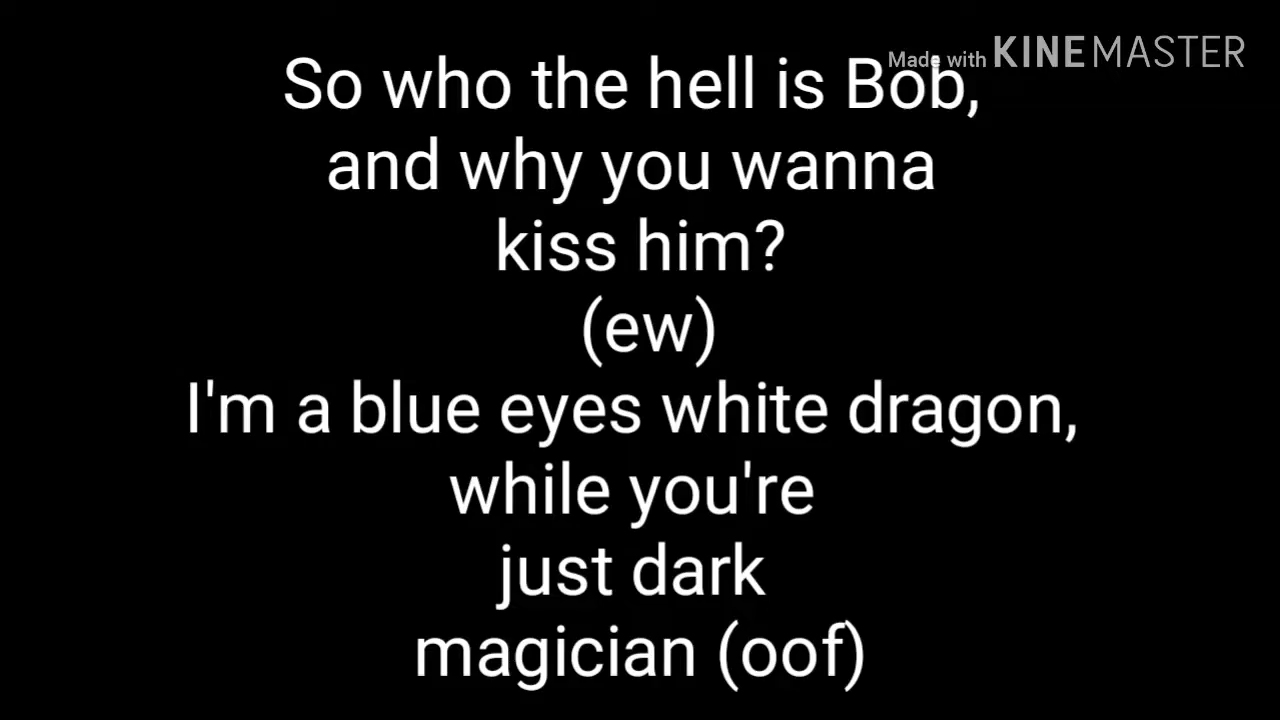 Made with KINEMASTER
So who the hell is Bob,
and why you wanna
kiss him?
(ew)
I'm a blue eyes white dragon,
while you're
just dark
magician (oof)